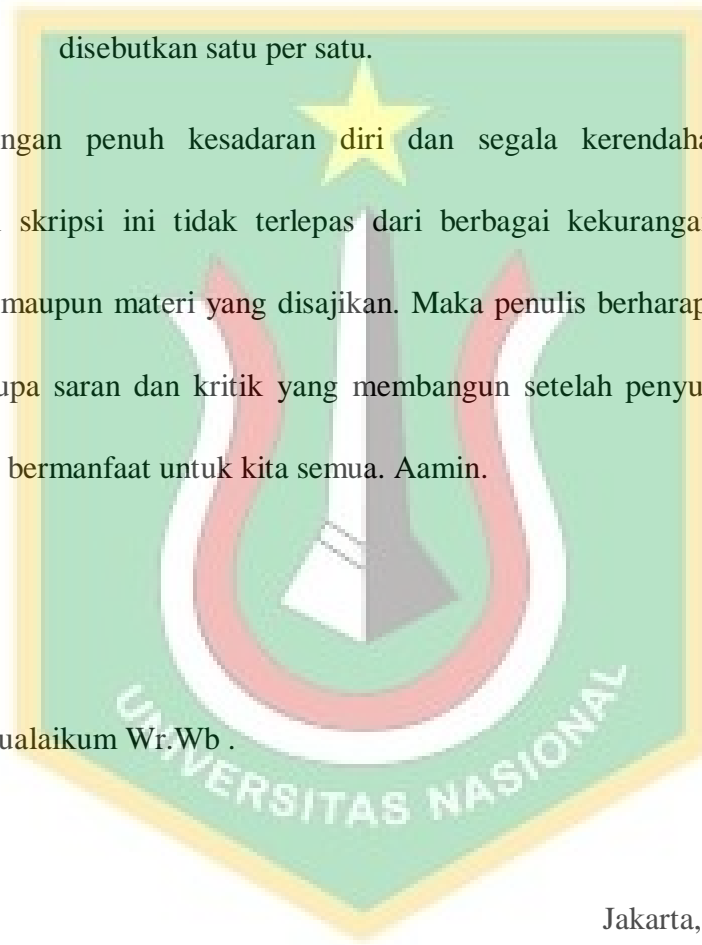 disebutkan satu per satu.
ngan penuh kesadaran diri dan segala kerendaha
skripsi ini tidak terlepas dari berbagai kekuranga
maupun materi yang disajikan. Maka penulis berharap
upa saran dan kritik yang membangun setelah penyu
bermanfaat untuk kita semua. Aamin.
ualaikum Wr.Wb .
UNIVERSITAS NASIONAL
Jakarta,